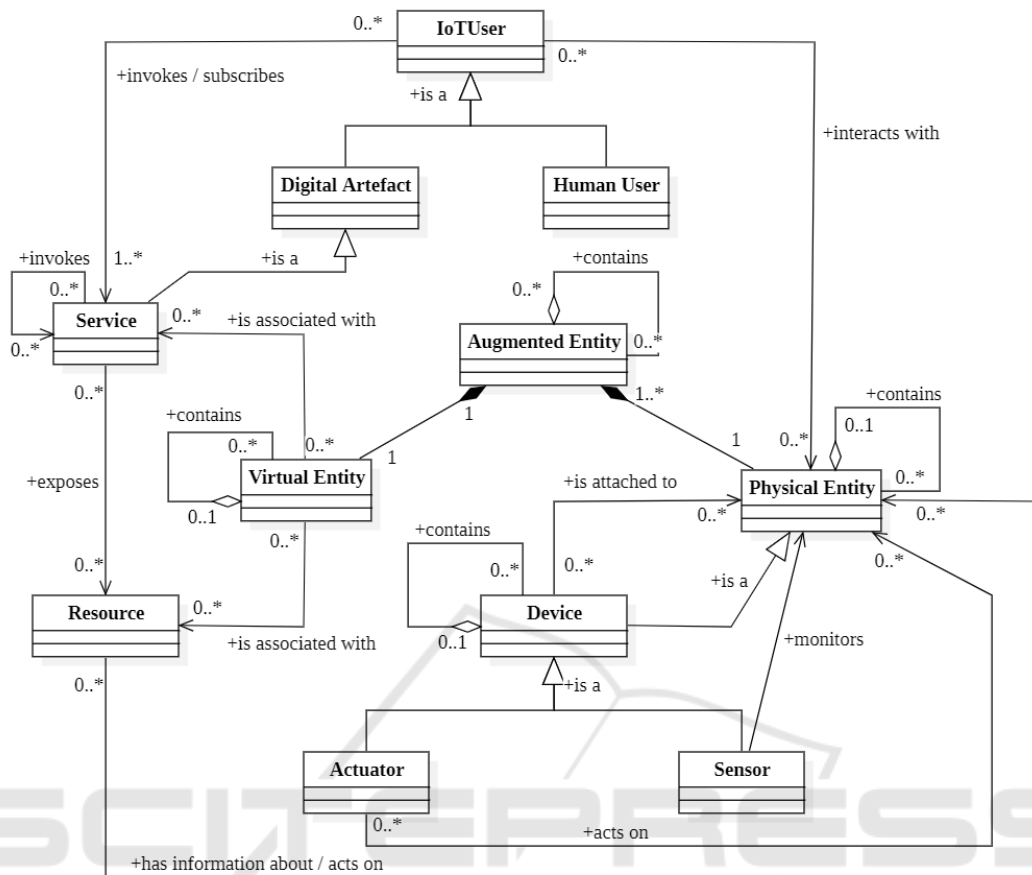 0..*
IoTUser
0..*
+invokes / subscribes
+is a
+interacts with
Digital Artefact
Human User
+invokes
1..*
+is a
+contains
0..*
0..*
Service
0..*
+is associated with
Augmented Entity
0..*
0..*
0..*
1..*
+contains
+contains
1
0..1
0..*
0..*
1
0..*
1
Virtual Entity
Physical Entity
0..*
+exposes
+is attached to
0..1
0..*
0..*
0..*
+contains
0..*
0..*
0..*
0..*
+is a
Resource
0..*
Device
+is associated with
0..1
+monitors
0..*
+is a
Actuator
Sensor
SCITEPRESS
0..*
+acts on
+has information about / acts on